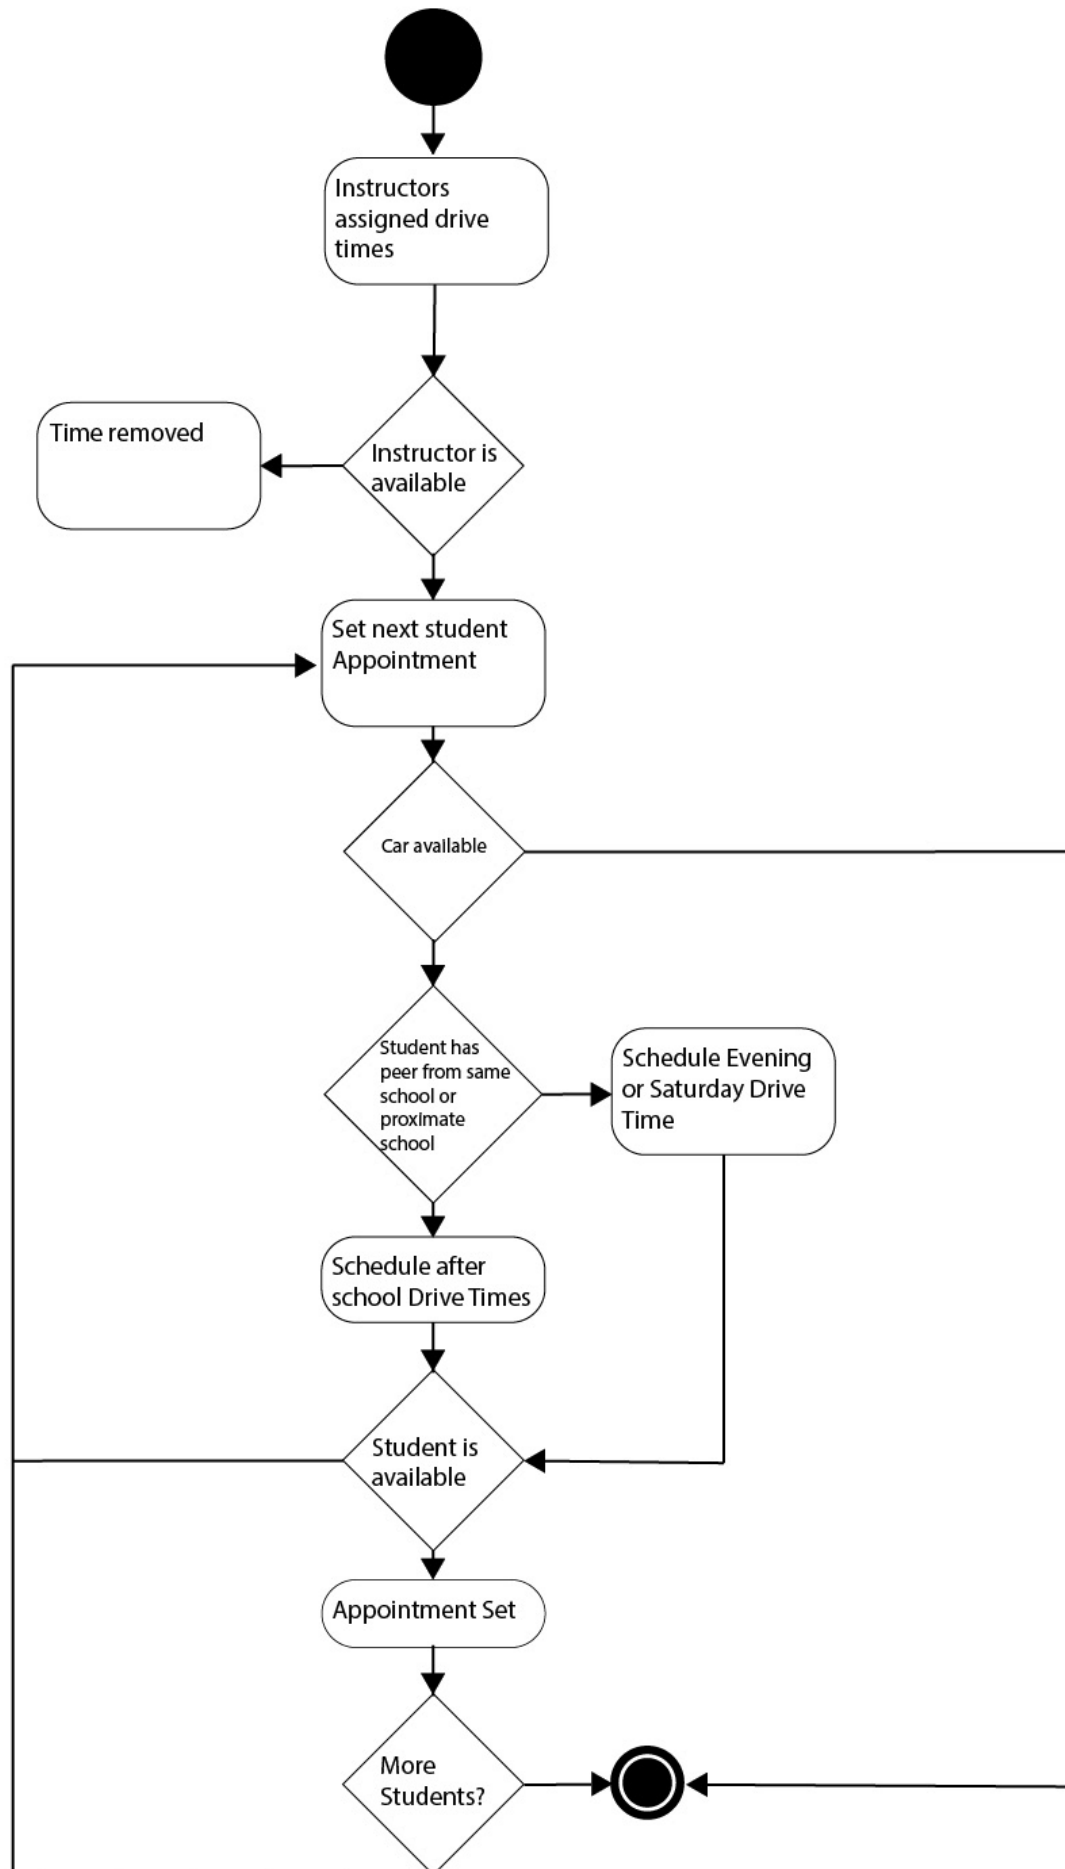 Instructors
assigned drive
times
Time removed
Instructor is
available
Set next student
Appointment
Car available
Student has
peer from same
school or
proximate
school
Schedule Evening
or Saturday Drive
Time
Schedule after
school Drive Times
Student is
available
Appointment Set
More
Students?